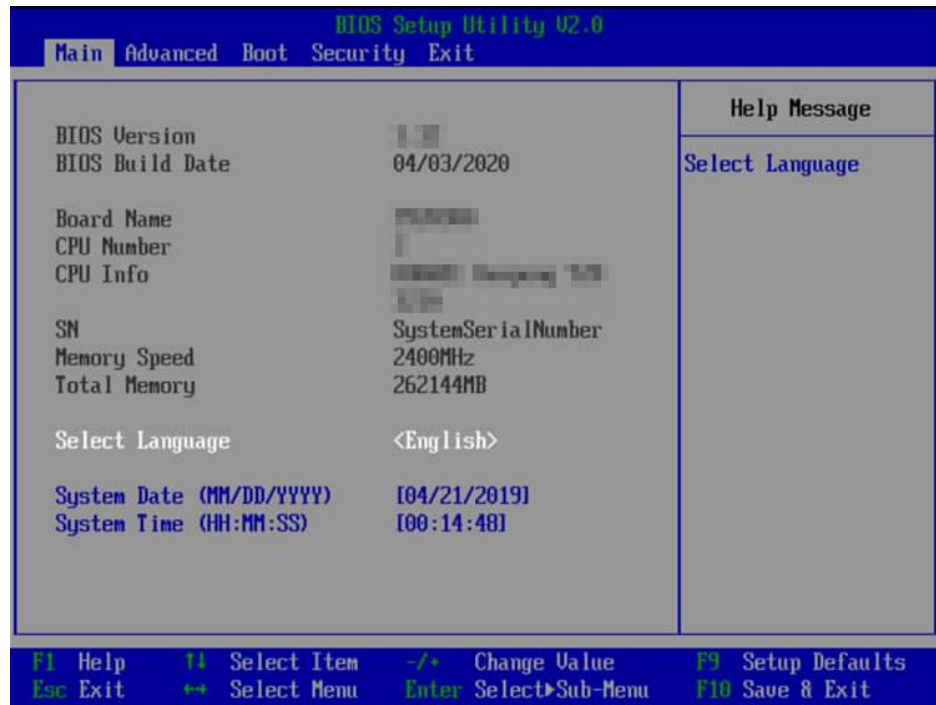 BIOS Setup Utility V2.0
Main Advanced Boot Security Exit
Help Message
Select Language
BIOS Version
BIOS Build Date 04/03/2020
Board Name
CPU Number
CPU Info
SN SystemSerialNumber
Memory Speed 2400MHz
Total Memory 262144MB
Select Language <English>
System Date (MM/DD/YYYY) [04/21/2019]
System Time (HH:MM:SS) [00:14:48]
F1 Help ↑↓ Select Item -/+ Change Value F9 Setup Defaults
Esc Exit ←→ Select Menu Enter Select▶Sub-Menu F10 Save & Exit